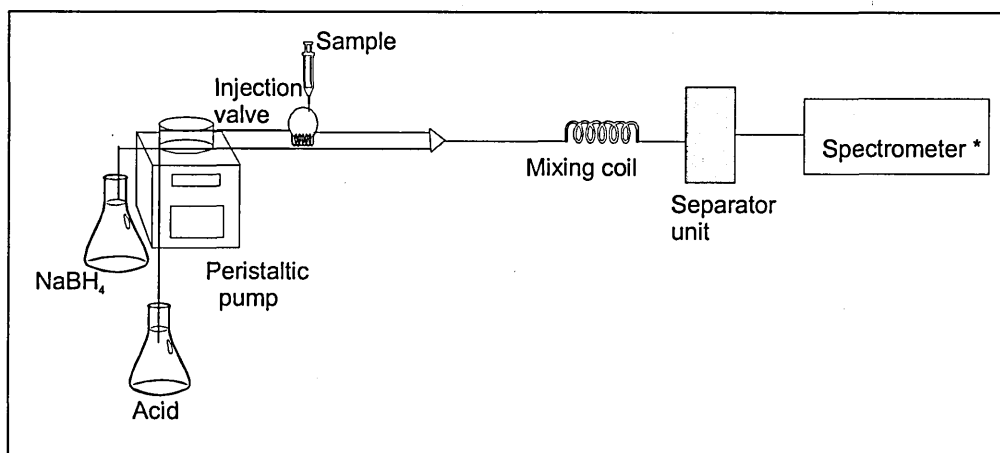 Sample
Injection
valve
Mixing coil
Spectrometer *
Separator
unit
NaBH₄
Peristaltic
pump
Acid